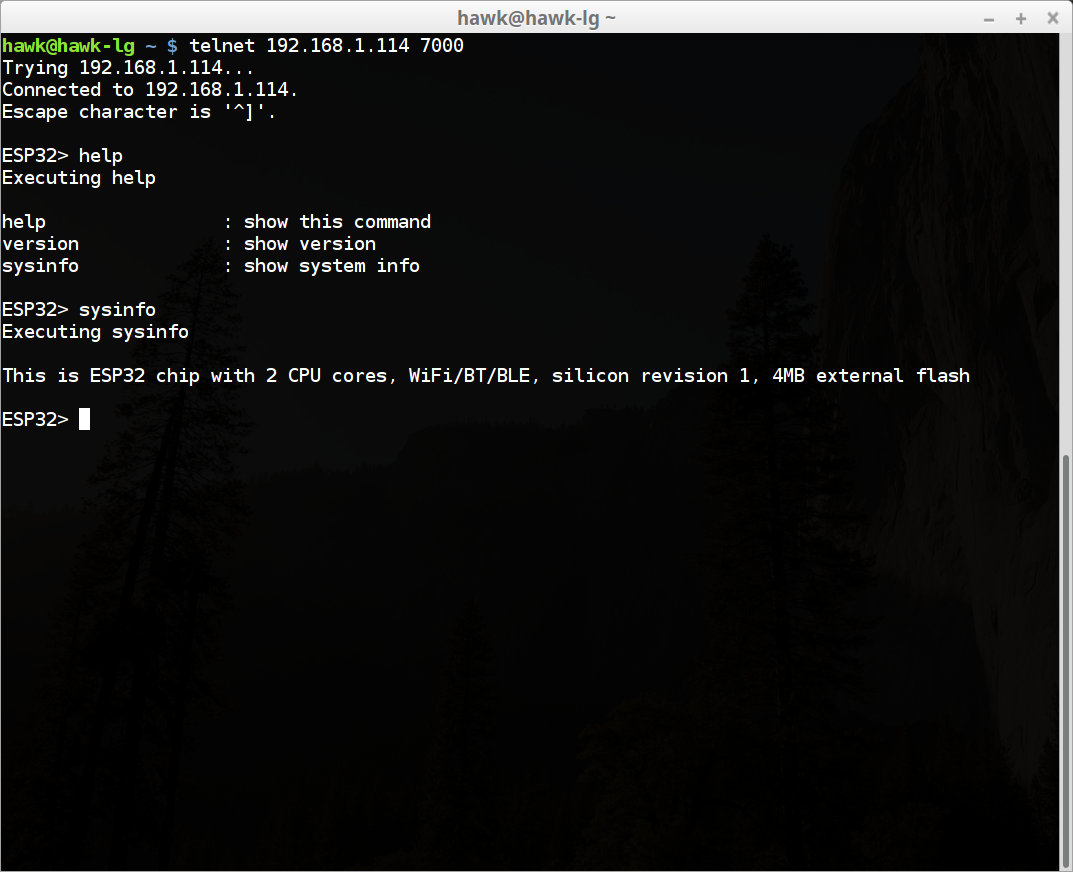 hawk@hawk-lg ~
hawk@hawk-lg ~ $ telnet 192.168.1.114 7000
Trying 192.168.1.114...
Connected to 192.168.1.114.
Escape character is '^]'.
ESP32> help
Executing help
help                : show this command
version             : show version
sysinfo             : show system info
ESP32> sysinfo
Executing sysinfo
This is ESP32 chip with 2 CPU cores, WiFi/BT/BLE, silicon revision 1, 4MB external flash
ESP32>